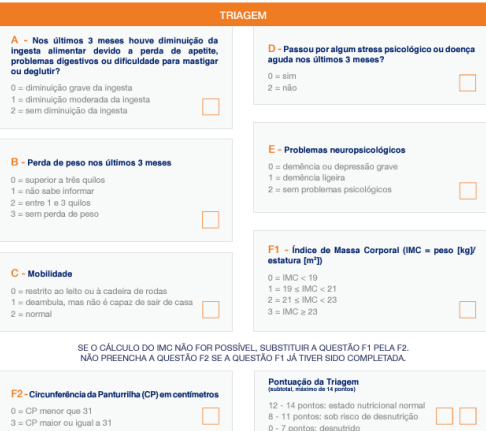 TRIAGEM
A - Nos últimos 3 meses houve diminuição da
ingesta alimentar devido a perda de apetite,
problemas digestivos ou dificuldade para mastigar
ou deglutir?
0 = diminuição grave da ingesta
1 = diminuição moderada da ingesta
2 = sem diminuição da ingesta
B - Perda de peso nos últimos 3 meses
0 = superior a três quilos
1 = não sabe informar
2 = entre 1 e 3 quilos
3 = sem perda de peso
C - Mobilidade
0 = restrito ao leito ou à cadeira de rodas
1 = deambula, mas não é capaz de sair de casa
2 = normal
D - Passou por algum stress psicológico ou doença
aguda nos últimos 3 meses?
0 = sim
2 = não
E - Problemas neuropsicológicos
0 = demência ou depressão grave
1 = demência ligeira
2 = sem problemas psicológicos
F1 - Índice de Massa Corporal (IMC = peso [kg]/
estatura [m²])
0 = IMC < 19
1 = 19 ≤ IMC < 21
2 = 21 ≤ IMC < 23
3 = IMC ≥ 23
SE O CÁLCULO DO IMC NÃO FOR POSSÍVEL, SUBSTITUIR A QUESTÃO F1 PELA F2.
NÃO PREENCHA A QUESTÃO F2 SE A QUESTÃO F1 JÁ TIVER SIDO COMPLETADA.
F2 - Circunferência da Panturrilha (CP) em centímetros
0 = CP menor que 31
3 = CP maior ou igual a 31
Pontuação da Triagem
(subtotal, máximo de 14 pontos)
12 - 14 pontos: estado nutricional normal
8 - 11 pontos: sob risco de desnutrição
0 - 7 pontos: desnutrido